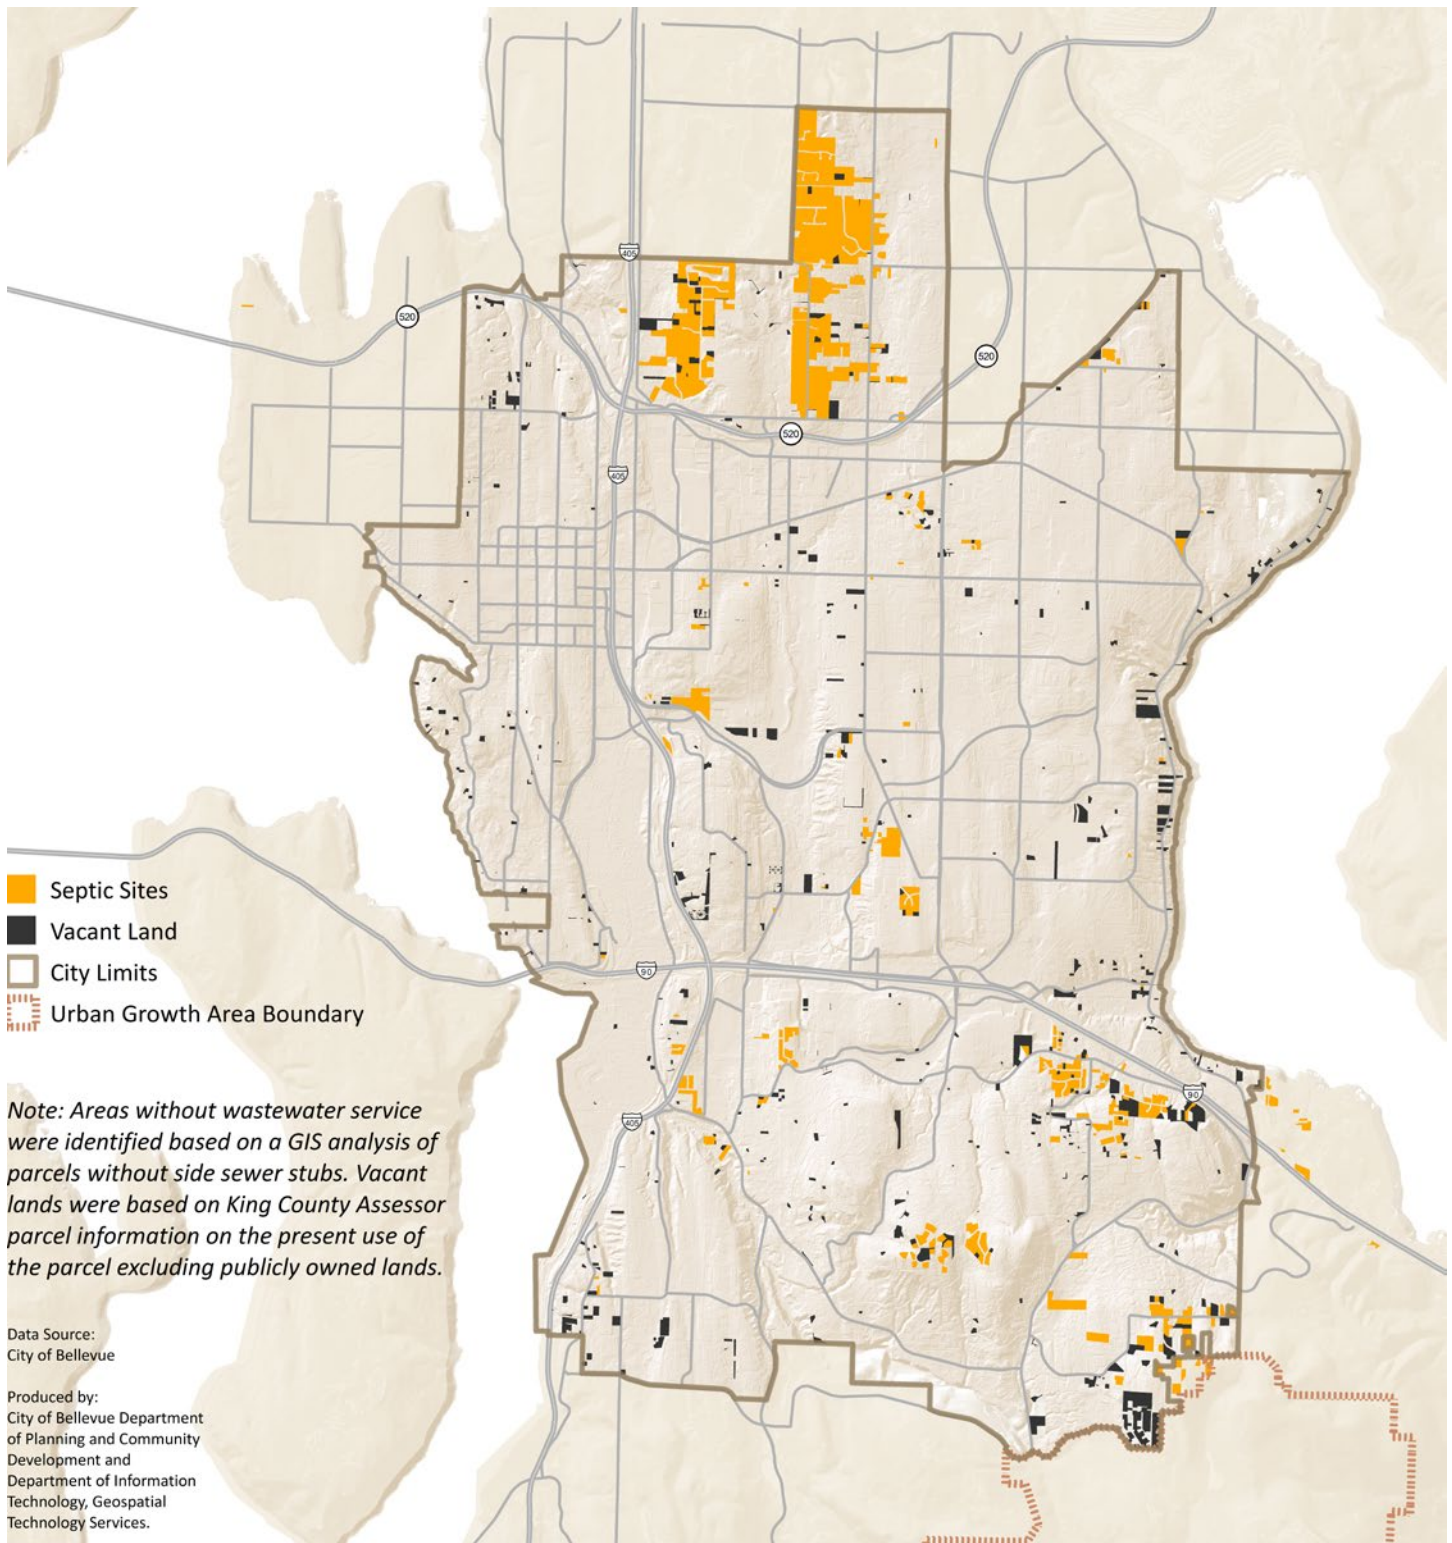 405
520
520
520
405
Septic Sites
Vacant Land
City Limits
90
Urban Growth Area Boundary
90
405
Note: Areas without wastewater service
were identified based on a GIS analysis of
parcels without side sewer stubs. Vacant
lands were based on King County Assessor
parcel information on the present use of
the parcel excluding publicly owned lands.
Data Source:
City of Bellevue
Produced by:
City of Bellevue Department
of Planning and Community
Development and
Department of Information
Technology, Geospatial
Technology Services.